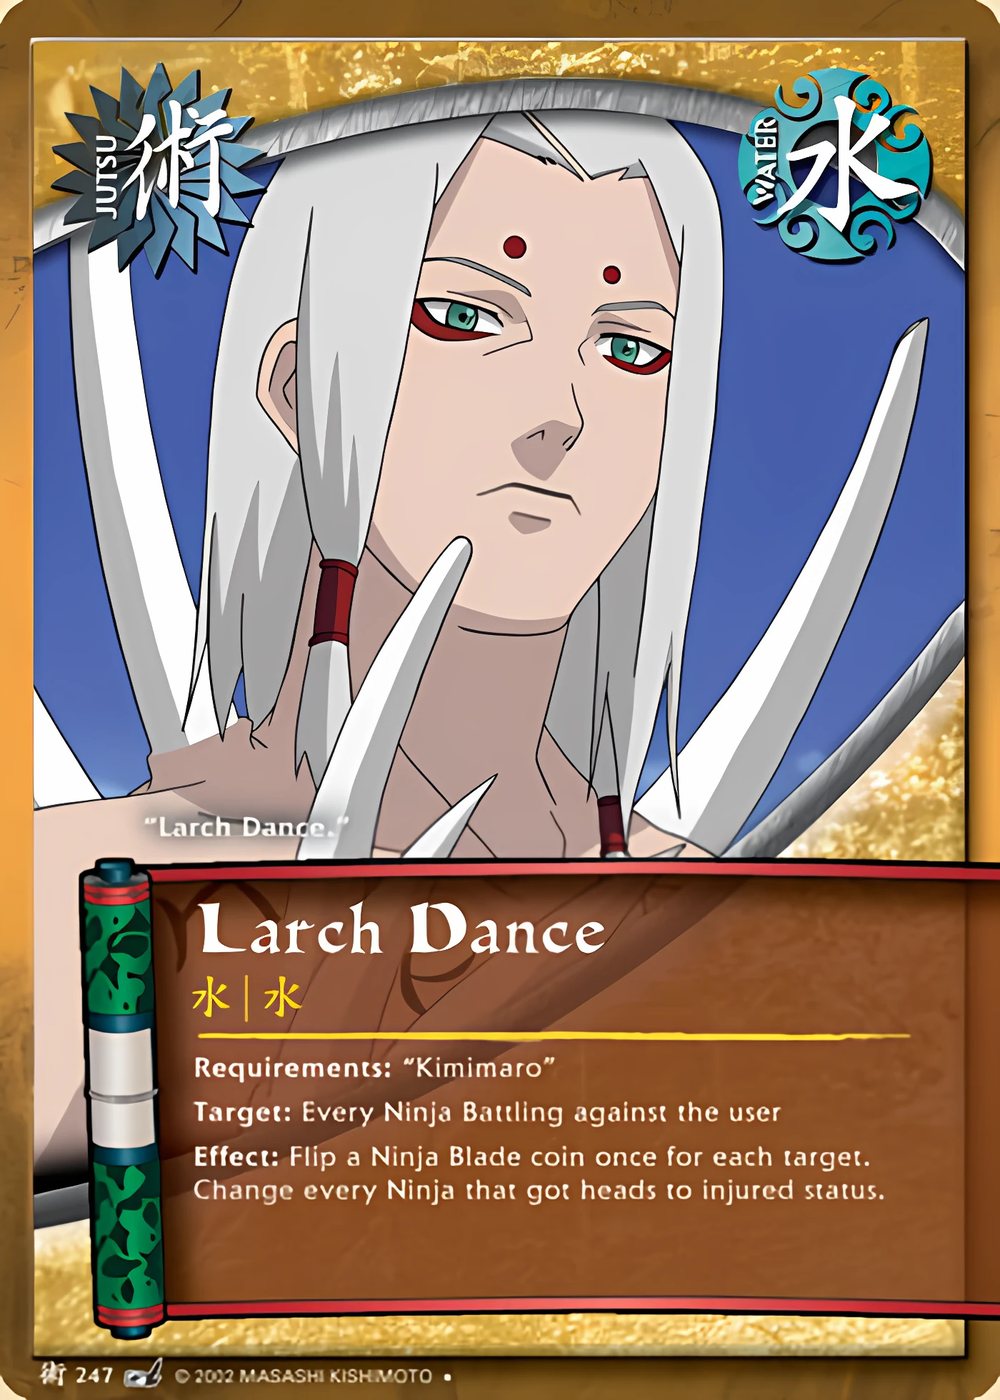 JUTSU
術
WATER
水
"Larch Dance."
Larch Dance
水 | 水
Requirements: "Kimimaro"
Target: Every Ninja Battling against the user
Effect: Flip a Ninja Blade coin once for each target.
Change every Ninja that got heads to injured status.
術 247 © 2002 MASASHI KISHIMOTO